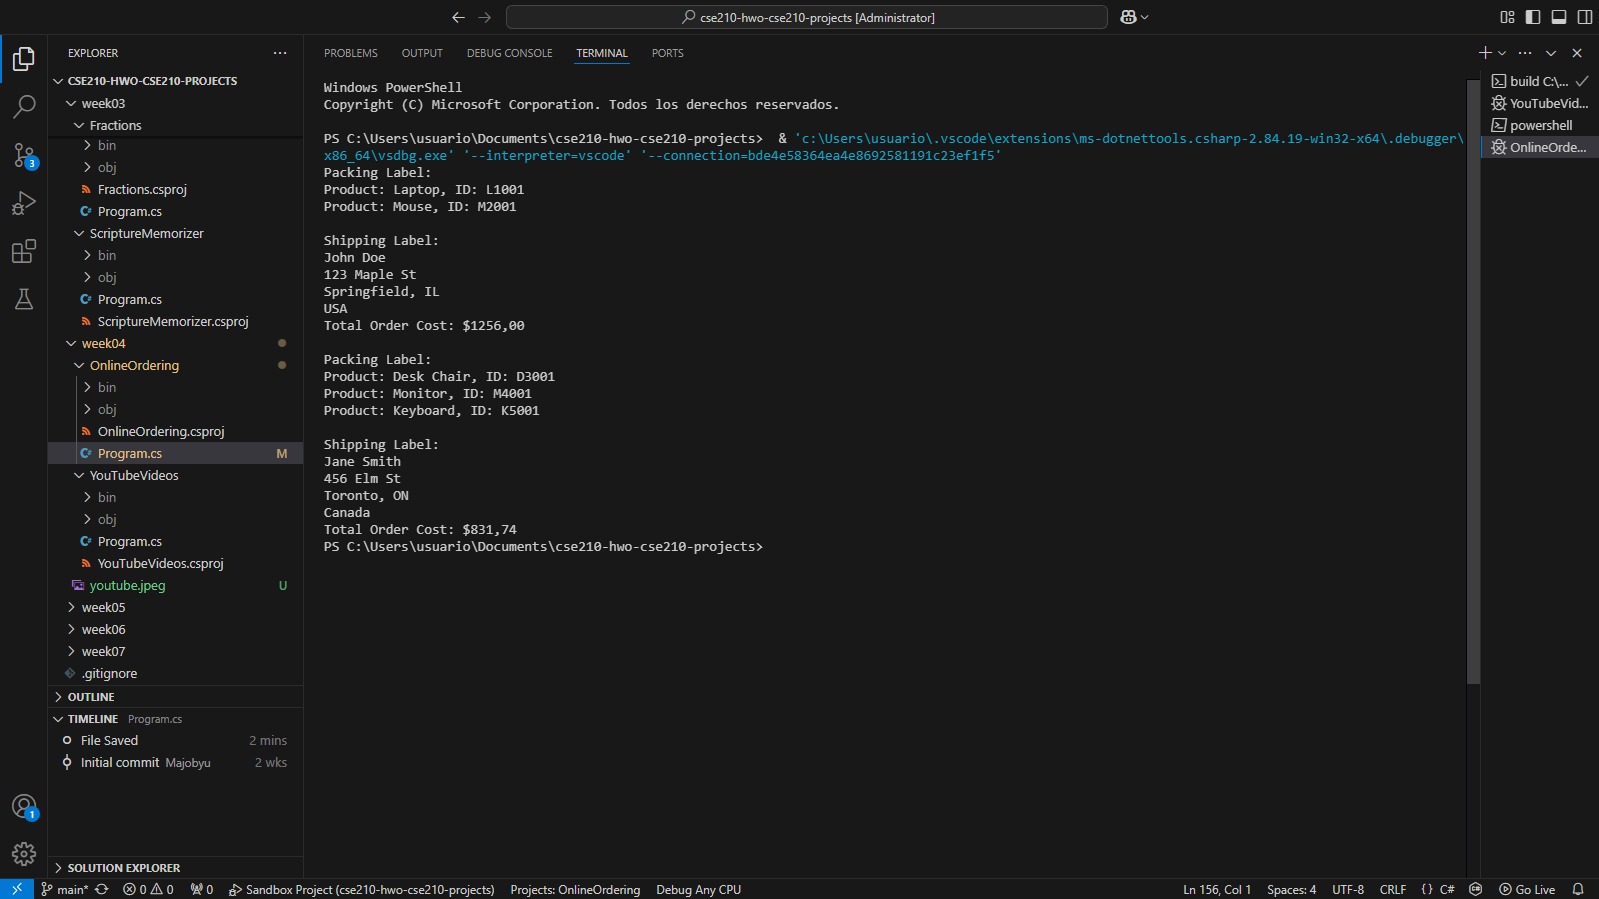 cse210-hwo-cse210-projects [Administrator]
EXPLORER
CSE210-HWO-CSE210-PROJECTS
week03
Fractions
bin
obj
Fractions.csproj
Program.cs
ScriptureMemorizer
bin
obj
Program.cs
ScriptureMemorizer.csproj
week04
OnlineOrdering
bin
obj
OnlineOrdering.csproj
Program.cs M
YouTubeVideos
bin
obj
Program.cs
YouTubeVideos.csproj
youtube.jpeg U
week05
week06
week07
.gitignore
OUTLINE
TIMELINE Program.cs
File Saved 2 mins
Initial commit Majobyu 2 wks
SOLUTION EXPLORER
3
1
PROBLEMS OUTPUT DEBUG CONSOLE TERMINAL PORTS
Windows PowerShell
Copyright (C) Microsoft Corporation. Todos los derechos reservados.
PS C:\Users\usuario\Documents\cse210-hwo-cse210-projects>  & 'c:\Users\usuario\.vscode\extensions\ms-dotnettools.csharp-2.84.19-win32-x64\.debugger\
x86_64\vsdbg.exe' '--interpreter=vscode' '--connection=bde4e58364ea4e8692581191c23ef1f5'
Packing Label:
Product: Laptop, ID: L1001
Product: Mouse, ID: M2001
Shipping Label:
John Doe
123 Maple St
Springfield, IL
USA
Total Order Cost: $1256,00
Packing Label:
Product: Desk Chair, ID: D3001
Product: Monitor, ID: M4001
Product: Keyboard, ID: K5001
Shipping Label:
Jane Smith
456 Elm St
Toronto, ON
Canada
Total Order Cost: $831,74
PS C:\Users\usuario\Documents\cse210-hwo-cse210-projects>
build C:\...
YouTubeVid...
powershell
OnlineOrde...
main* 0 0 0 Sandbox Project (cse210-hwo-cse210-projects) Projects: OnlineOrdering Debug Any CPU Ln 156, Col 1 Spaces: 4 UTF-8 CRLF {} C# Go Live